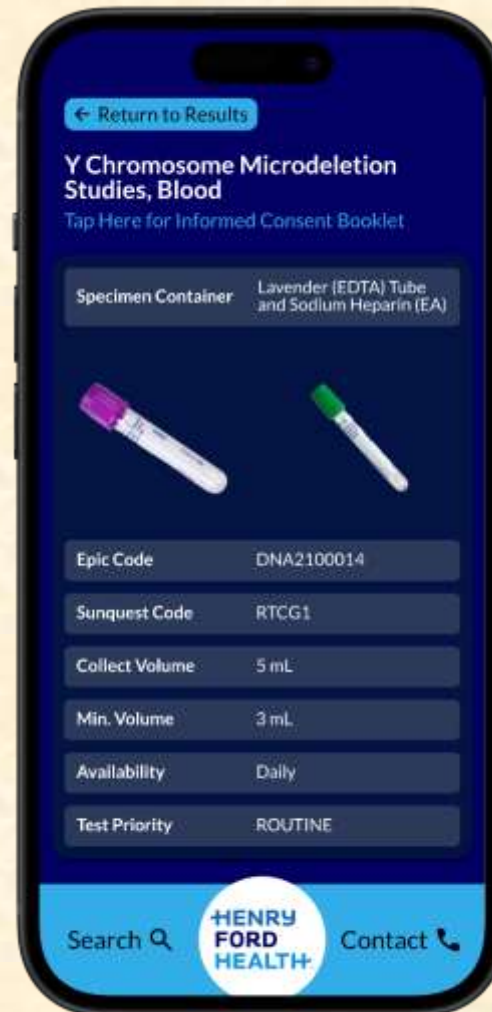 ← Return to Results
Y Chromosome Microdeletion
Studies, Blood
Tap Here for Informed Consent Booklet
Specimen Container Lavender (EDTA) Tube
and Sodium Heparin (EA)
Epic Code DNA2100014
Sunquest Code RTCG1
Collect Volume 5 mL
Min. Volume 3 mL
Availability Daily
Test Priority ROUTINE
Search
HENRY
FORD
HEALTH
Contact